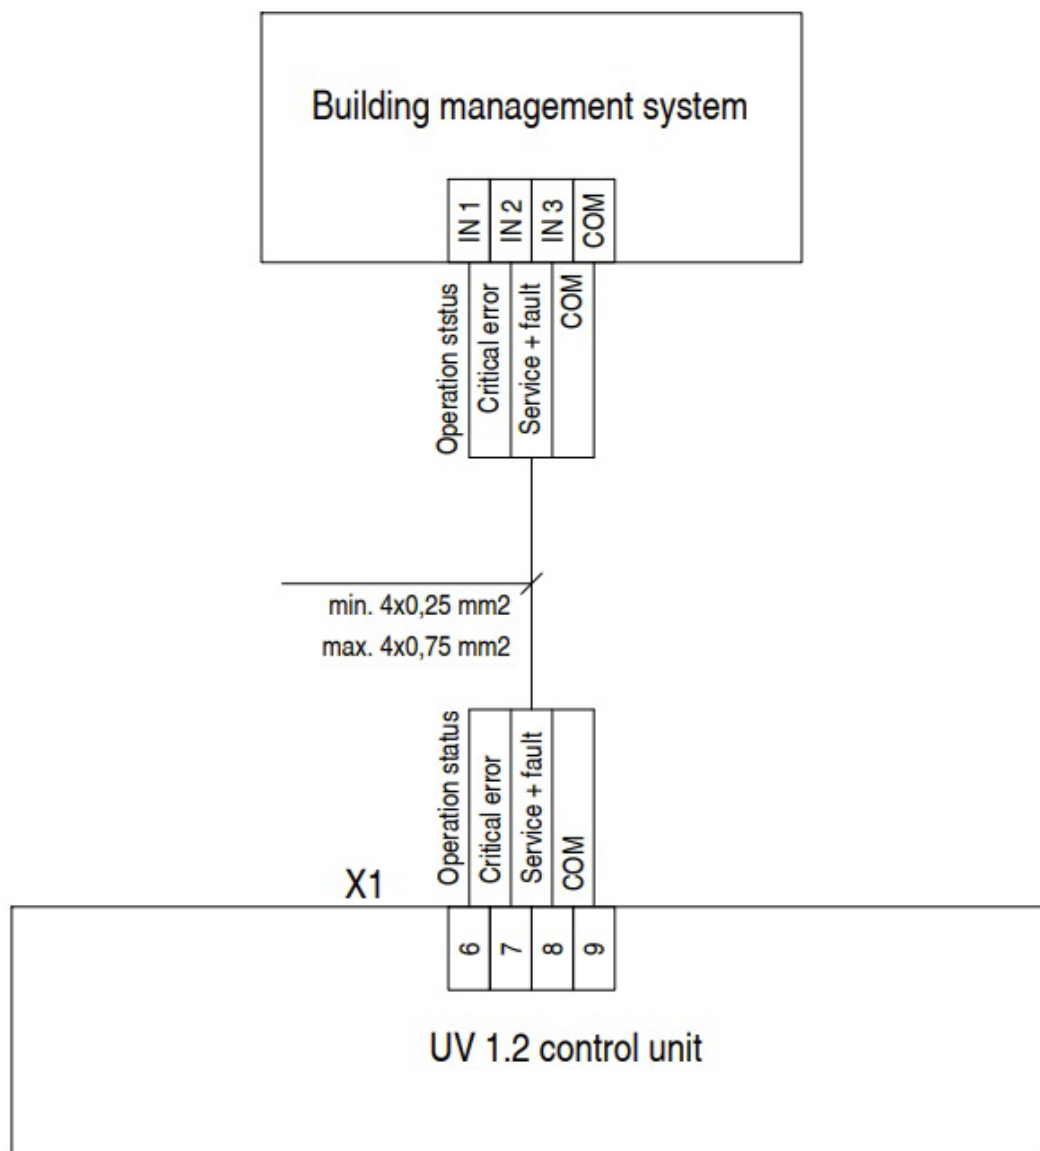 Building management system
IN 1
IN 2
IN 3
COM
Operation ststus
Critical error
Service + fault
COM
min. 4x0,25 mm2
max. 4x0,75 mm2
Operation status
Critical error
Service + fault
COM
X1
6
7
8
9
UV 1.2 control unit